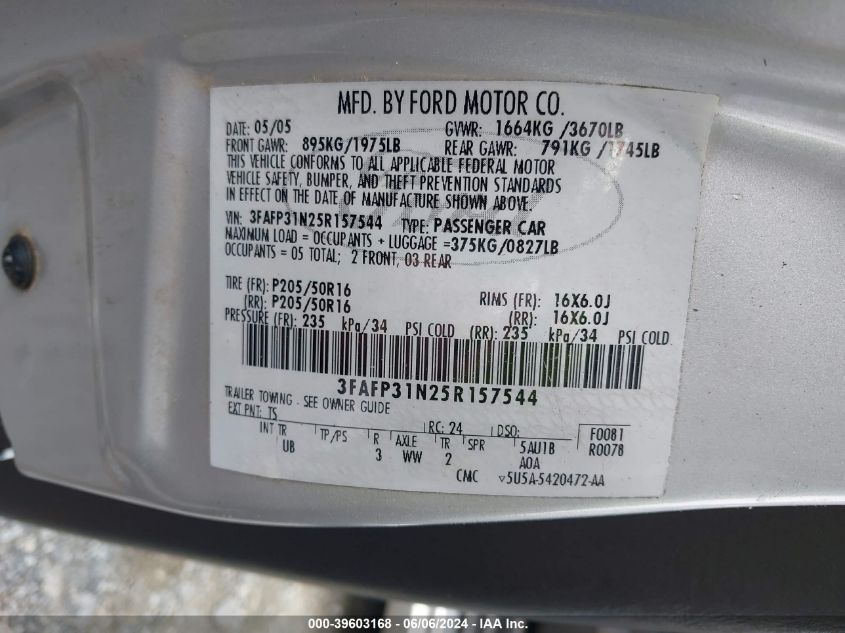 MFD. BY FORD MOTOR CO.
DATE: 05/05 GVWR: 1664KG /3670LB
FRONT GAWR: 895KG/1975LB REAR GAWR: 791KG /1745LB
THIS VEHICLE CONFORMS TO ALL APPLICABLE FEDERAL MOTOR
VEHICLE SAFETY, BUMPER, AND THEFT PREVENTION STANDARDS
IN EFFECT ON THE DATE OF MANUFACTURE SHOWN ABOVE.
VIN: 3FAFP31N25R157544 TYPE: PASSENGER CAR
MAXIMUM LOAD = OCCUPANTS + LUGGAGE =375KG/0827LB
OCCUPANTS = 05 TOTAL; 2 FRONT, 03 REAR
TIRE (FR): P205/50R16 RIMS (FR): 16X6.0J
(RR): P205/50R16 (RR): 16X6.0J
PRESSURE (FR): 235 kPa/34 PSI COLD (RR): 235 kPa/34 PSI COLD
3FAFP31N25R157544
TRAILER TOWING - SEE OWNER GUIDE
EXT PNT: TS RC: 24 DSO: F0081
INT TR TP/PS R AXLE TR SPR 5AU1B R0078
UB 3 WW 2 A0A
CMC ▽5U5A-5420472-AA
000-39603168 - 06/06/2024 - IAA Inc.